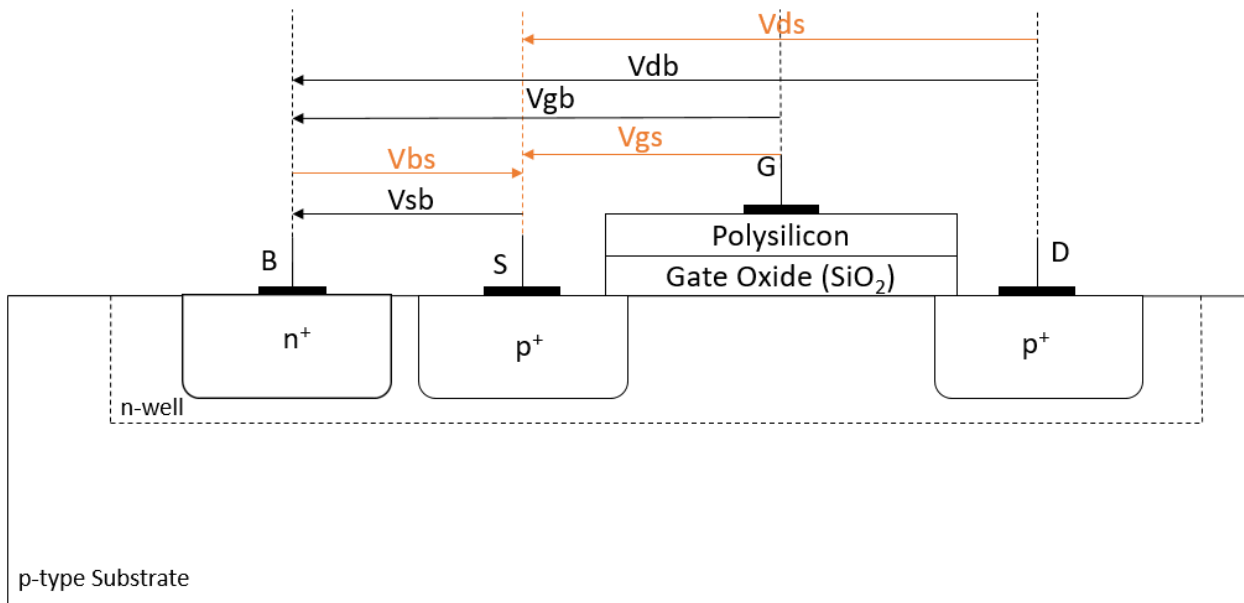 Vds
Vdb
Vgb
Vgs
Vbs
G
Vsb
Polysilicon
B
S
D
Gate Oxide (SiO₂)
n⁺
p⁺
p⁺
n-well
p-type Substrate